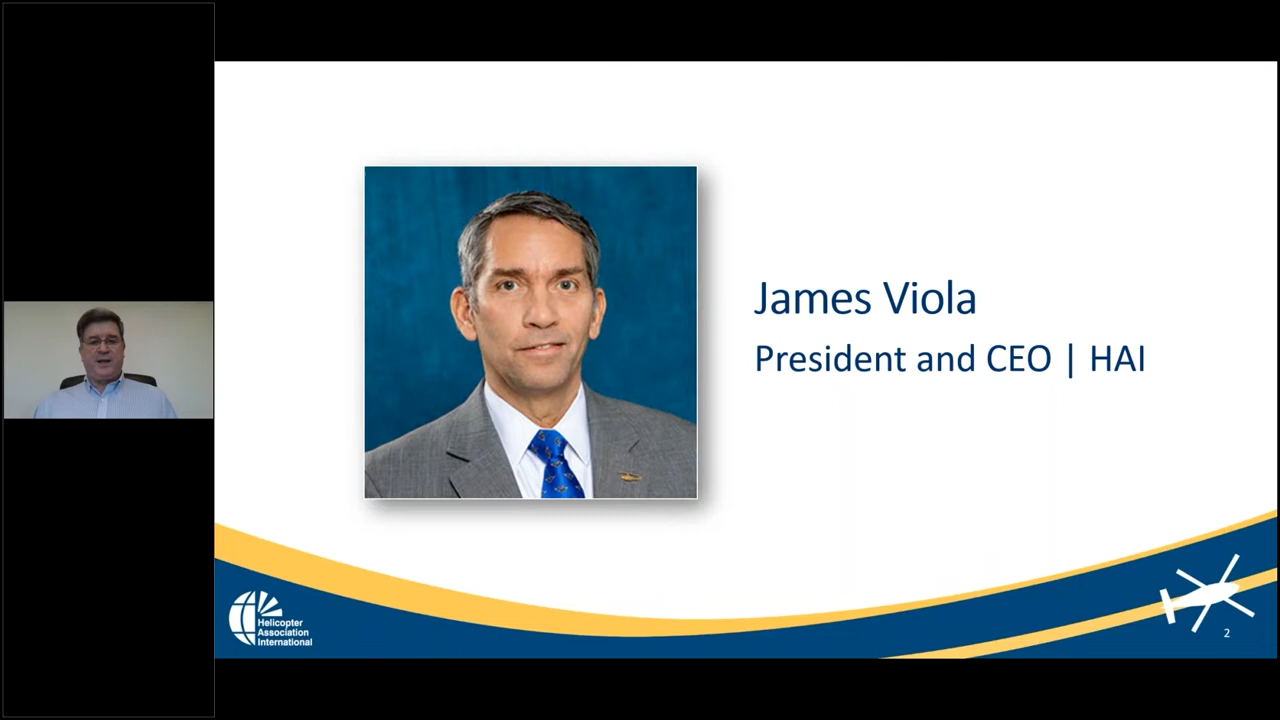 James Viola
President and CEO | HAI
Helicopter
Association
International
2